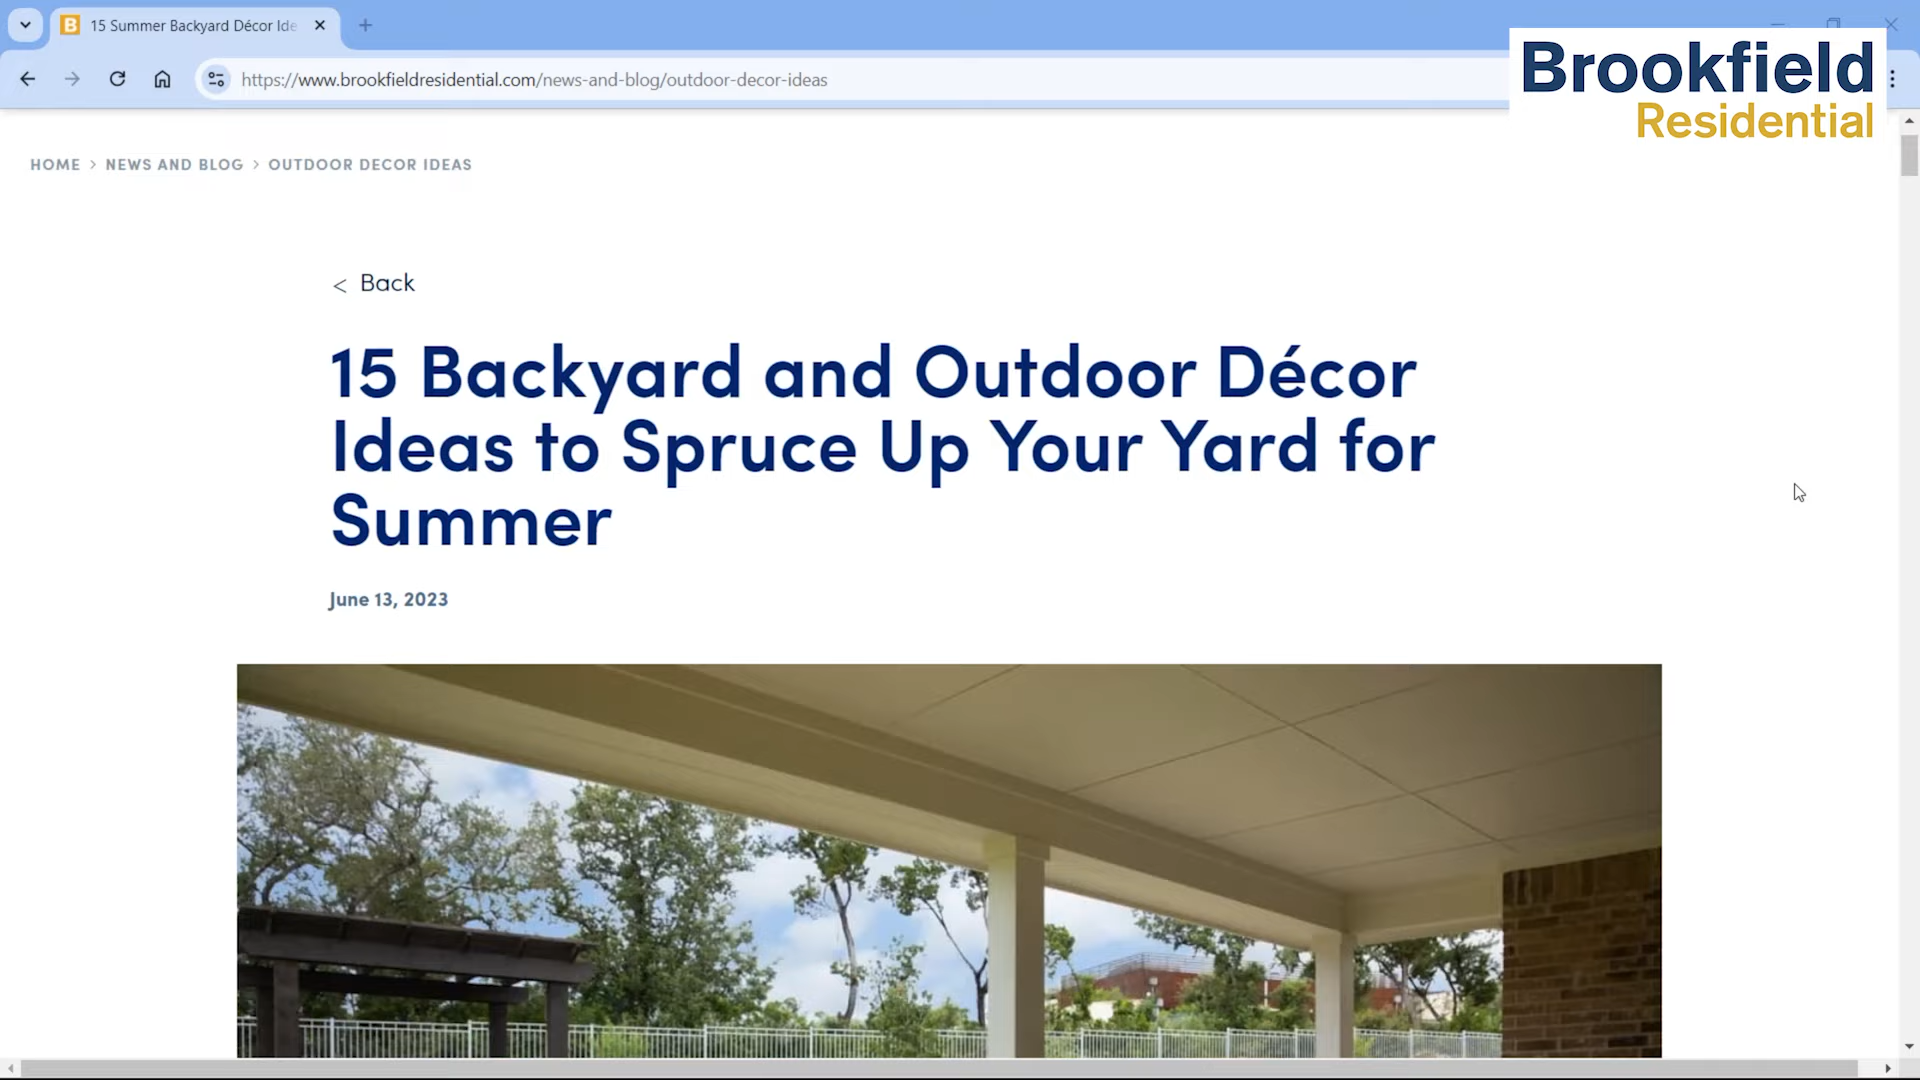 15 Summer Backyard Décor Ide
https://www.brookfieldresidential.com/news-and-blog/outdoor-decor-ideas
Brookfield
Residential
HOME > NEWS AND BLOG > OUTDOOR DECOR IDEAS
< Back
15 Backyard and Outdoor Décor
Ideas to Spruce Up Your Yard for
Summer
June 13, 2023